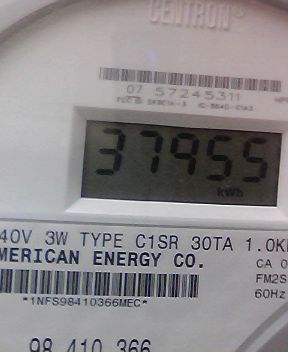 CENTRON®
07 57245311
37955
kWh
40V 3W TYPE C1SR 30TA 1.0K
MERICAN ENERGY CO.
CA 0
FM2S
*1NFS98410366MEC*
60Hz
98 410 366